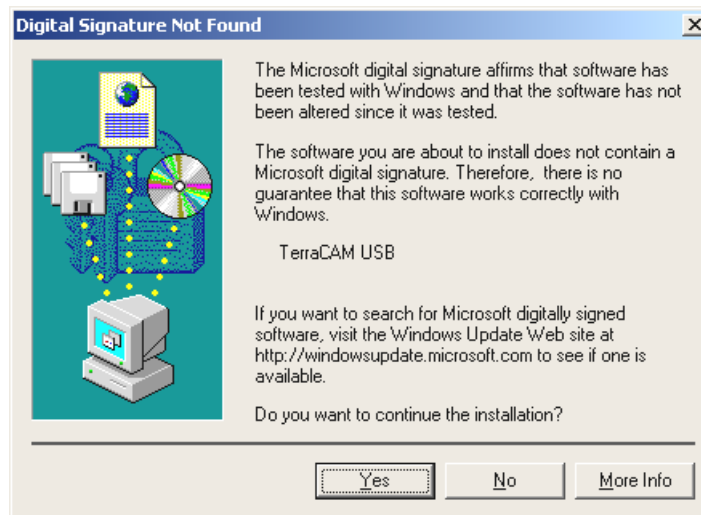 Digital Signature Not Found
The Microsoft digital signature affirms that software has
been tested with Windows and that the software has not
been altered since it was tested.
The software you are about to install does not contain a
Microsoft digital signature. Therefore,  there is no
guarantee that this software works correctly with
Windows.
TerraCAM USB
If you want to search for Microsoft digitally signed
software, visit the Windows Update Web site at
http://windowsupdate.microsoft.com to see if one is
available.
Do you want to continue the installation?
Yes
No
More Info